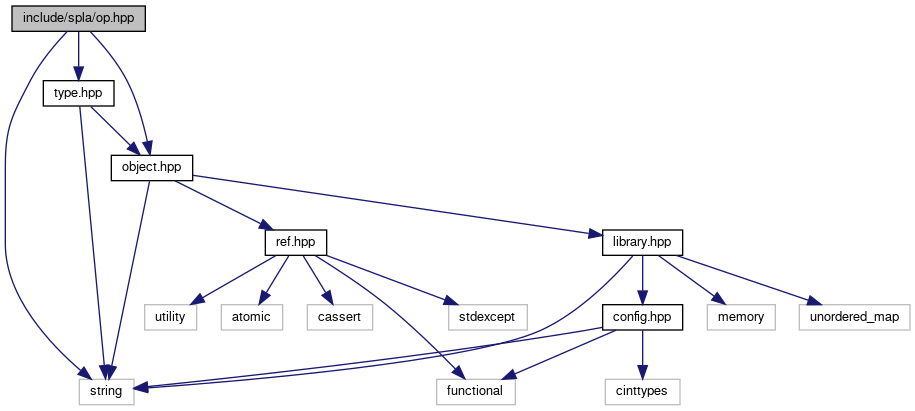 include/spla/op.hpp
type.hpp
object.hpp
ref.hpp
library.hpp
utility
atomic
cassert
stdexcept
config.hpp
memory
unordered_map
string
functional
cinttypes